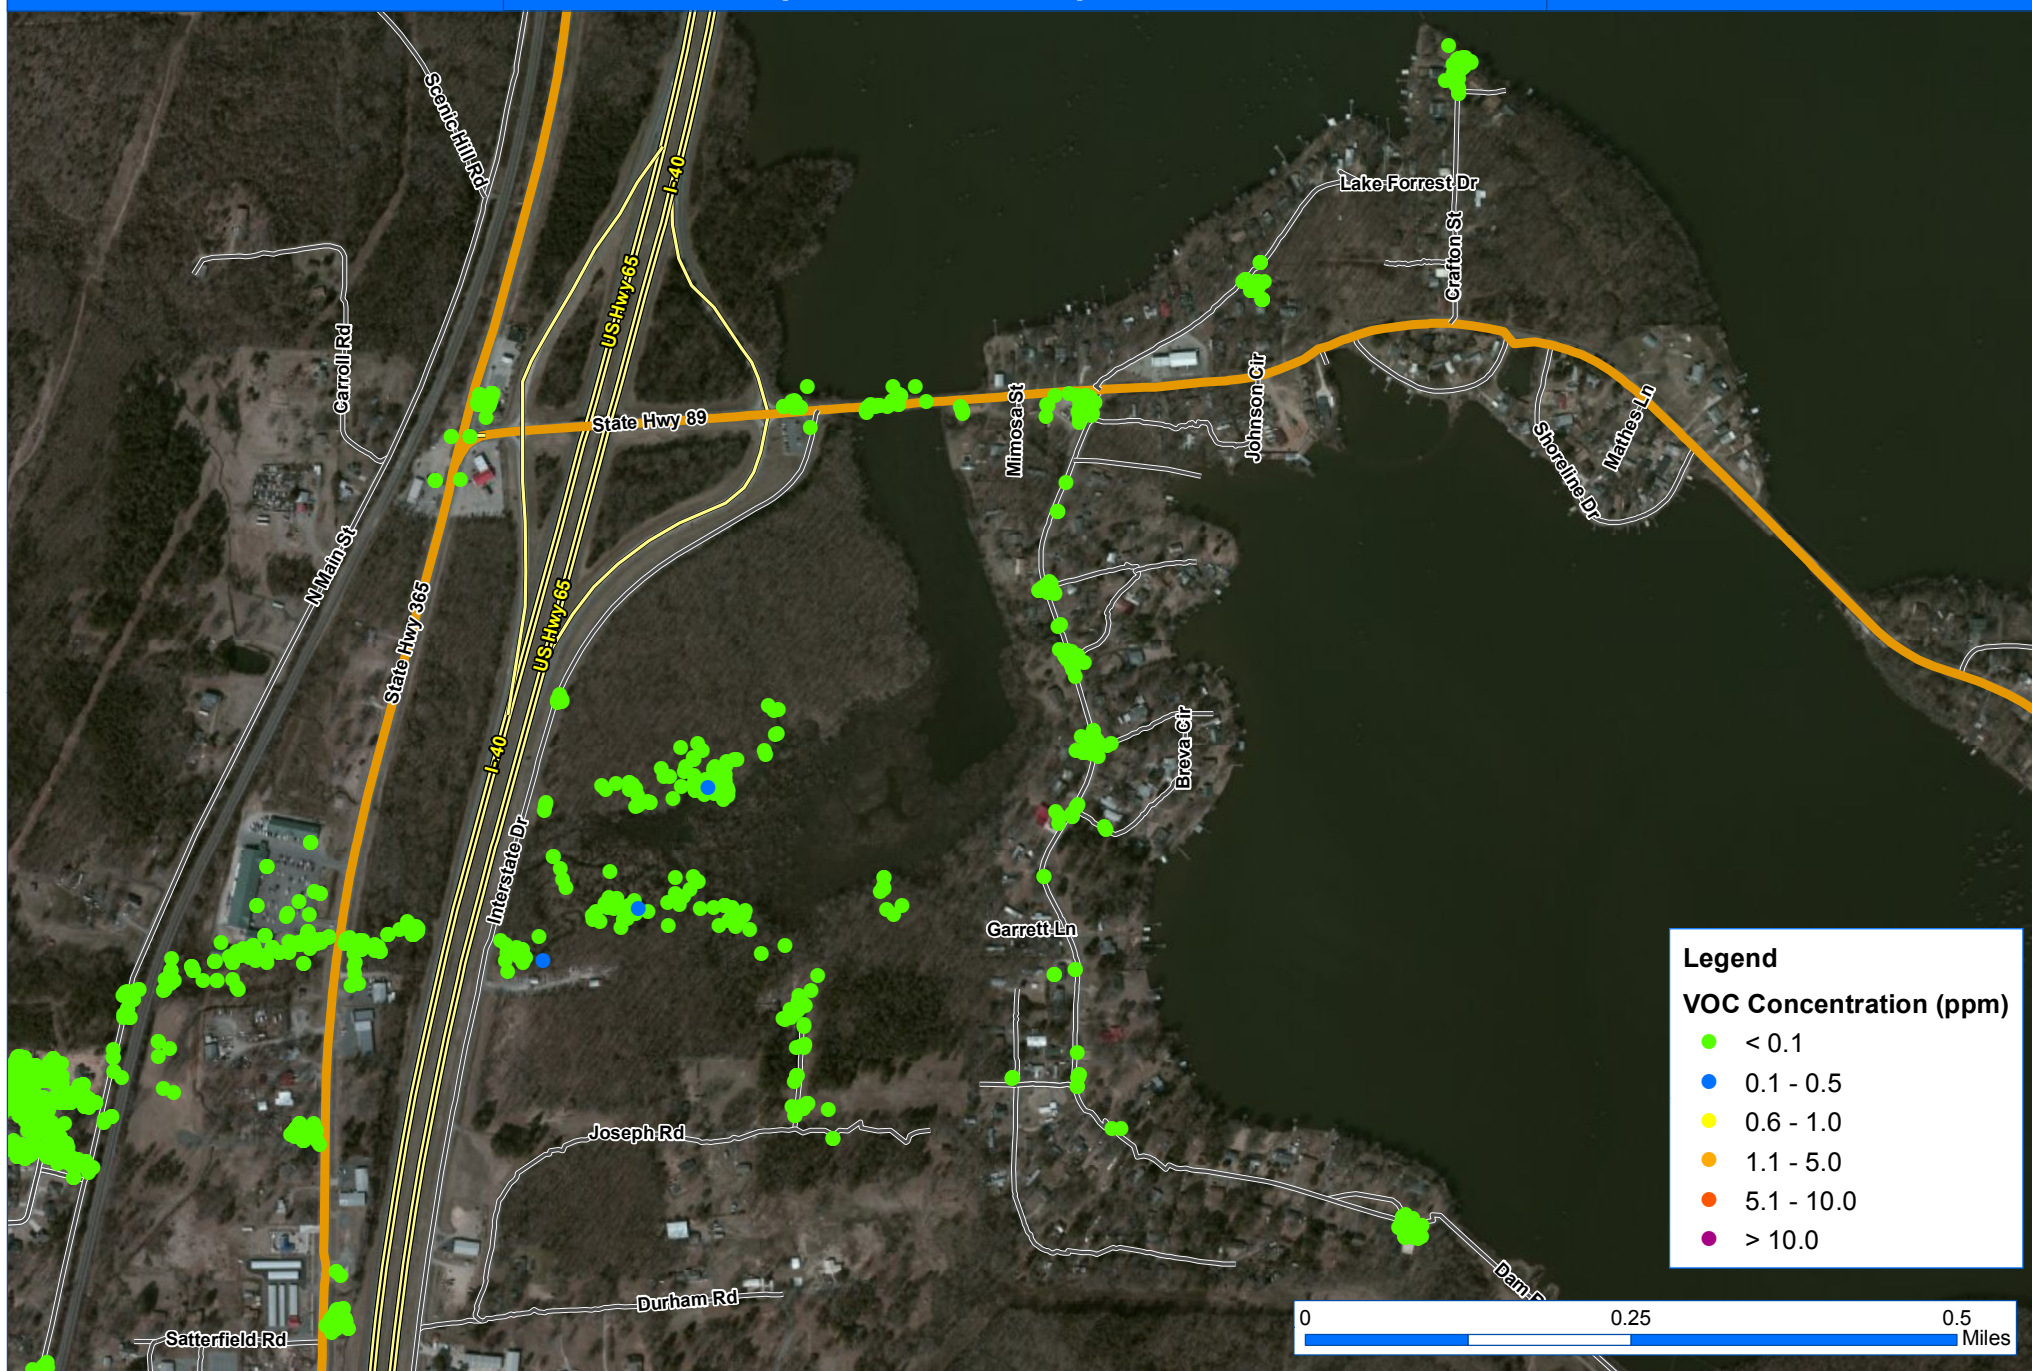 Scenic Hill Rd
I-40
Lake Forrest Dr
Crafton St
US Hwy 65
Carroll Rd
State Hwy 89
Mimosa St
Johnson Cir
Mathes Ln
Shoreline Dr
N Main St
State Hwy 365
US Hwy 65
I-40
Breva Cir
Interstate Dr
Garrett Ln
Joseph Rd
Durham Rd
Satterfield Rd
Dam
Legend
VOC Concentration (ppm)
< 0.1
0.1 - 0.5
0.6 - 1.0
1.1 - 5.0
5.1 - 10.0
> 10.0
0 0.25 0.5
Miles